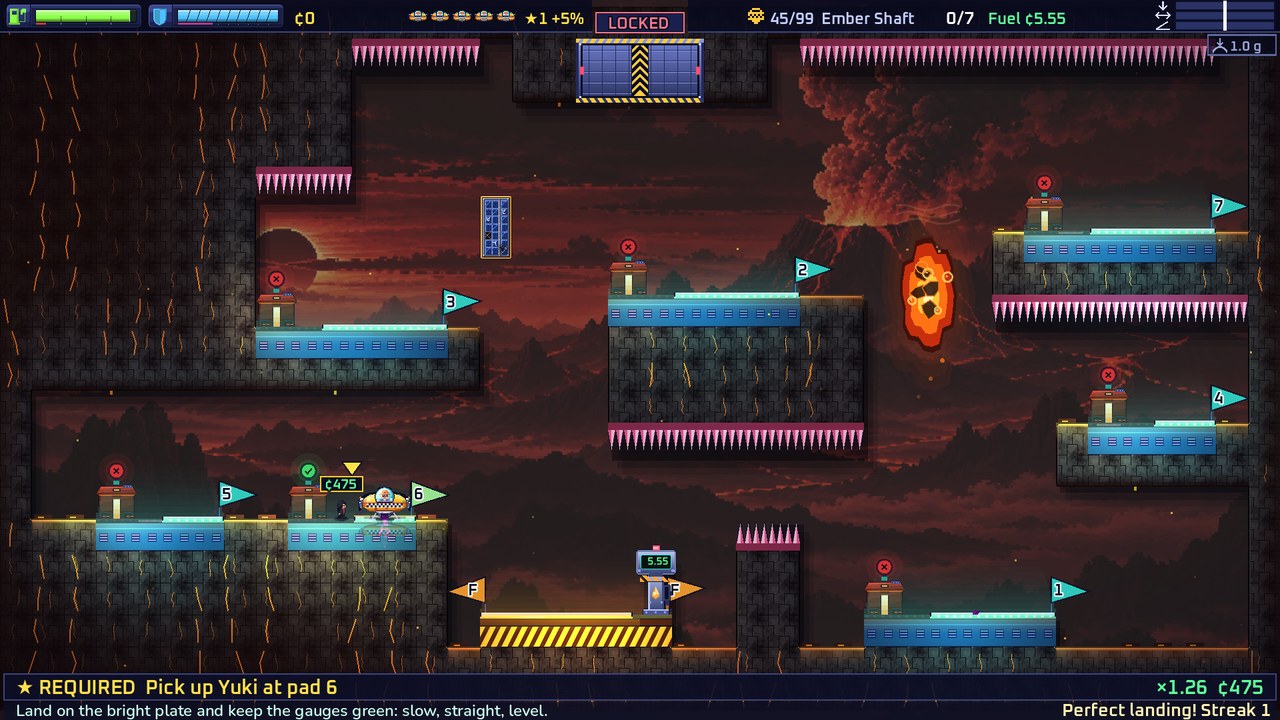 ¢0
★1 +5%
LOCKED
45/99 Ember Shaft
0/7
Fuel ¢5.55
1.0 g
7
2
3
4
5
¢475
6
5.55
F
F
1
★ REQUIRED Pick up Yuki at pad 6
×1.26 ¢475
Land on the bright plate and keep the gauges green: slow, straight, level.
Perfect landing! Streak 1